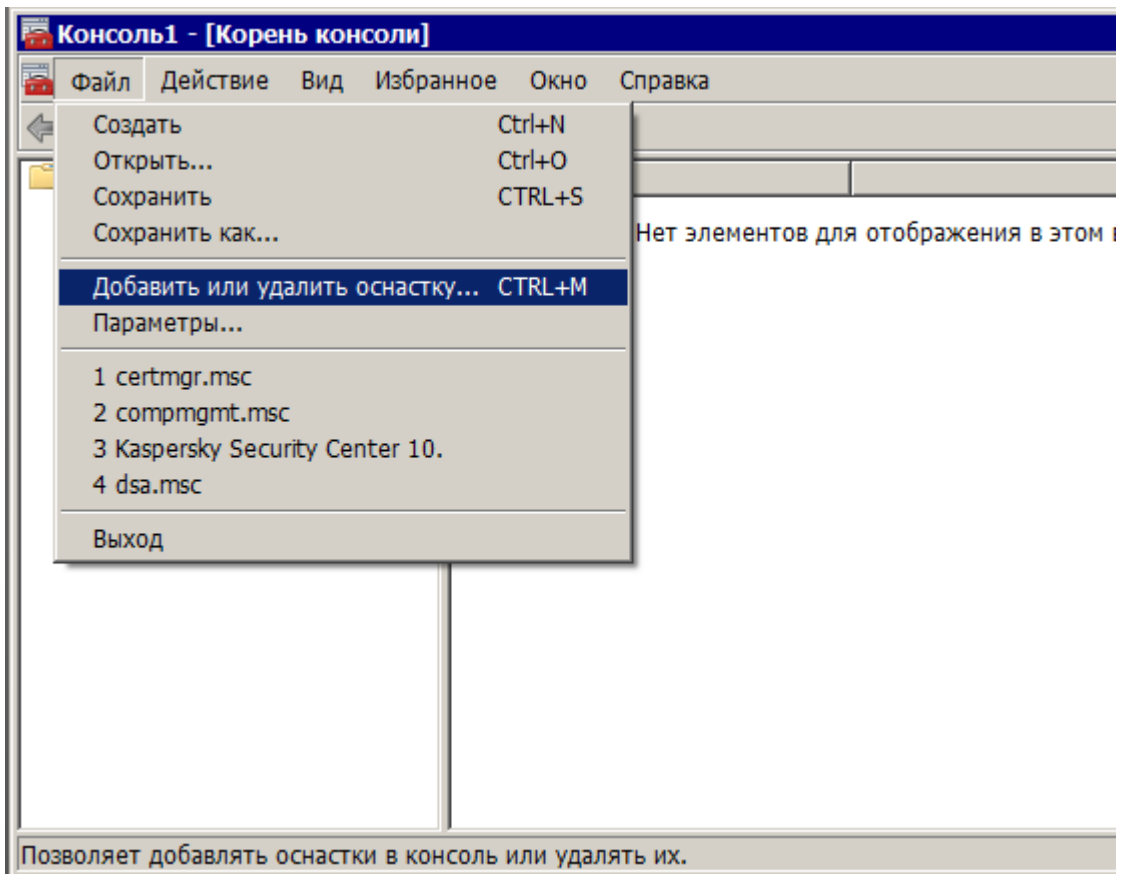 Консоль1 - [Корень консоли]
Файл Действие Вид Избранное Окно Справка
Создать Ctrl+N
Открыть... Ctrl+O
Сохранить CTRL+S
Сохранить как...
Нет элементов для отображения в этом
Добавить или удалить оснастку... CTRL+M
Параметры...
1 certmgr.msc
2 compmgmt.msc
3 Kaspersky Security Center 10.
4 dsa.msc
Выход
Позволяет добавлять оснастки в консоль или удалять их.